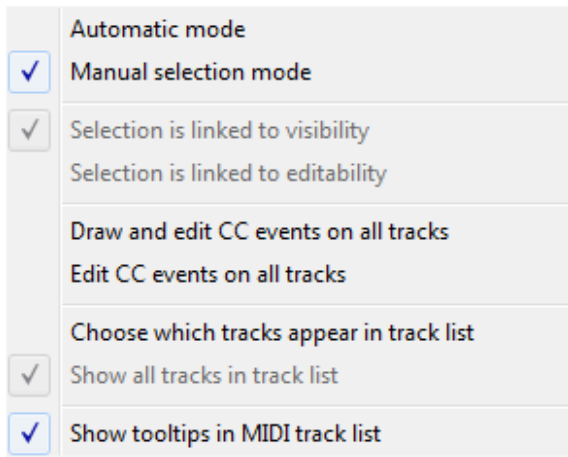 Automatic mode
Manual selection mode
Selection is linked to visibility
Selection is linked to editability
Draw and edit CC events on all tracks
Edit CC events on all tracks
Choose which tracks appear in track list
Show all tracks in track list
Show tooltips in MIDI track list